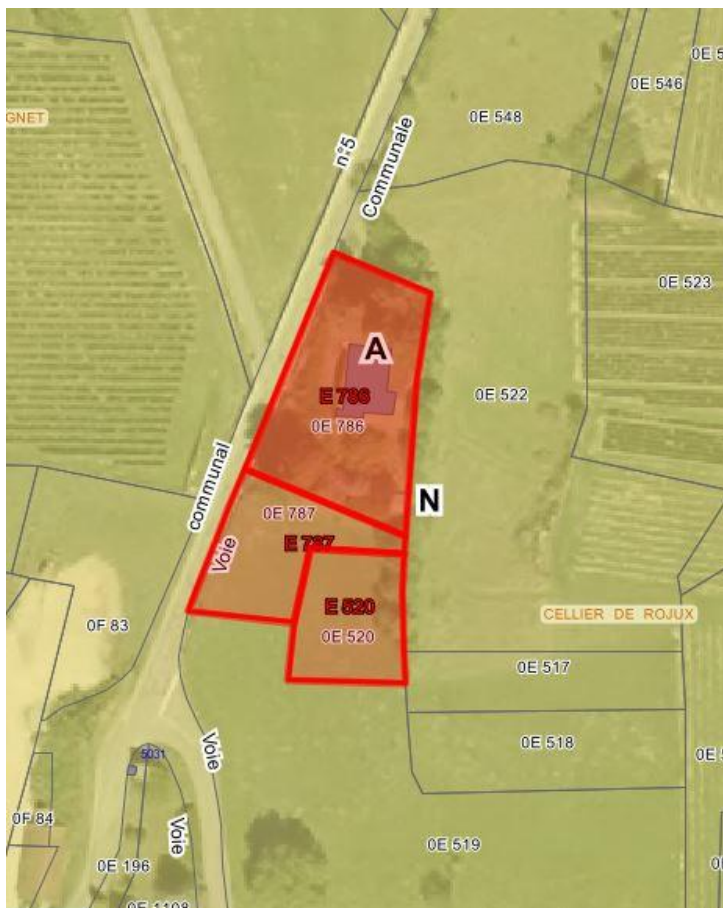 0E 546
GNET
n°5
Communale
0E 548
0E 523
A
E 786
0E 786
0E 522
communal
N
0E 787
E 787
Voie
E 520
0E 520
CELLIER DE ROJUX
0F 83
0E 517
0E 518
Voie
5031
Voie
0F 84
0E 519
0E 196
0E 1108